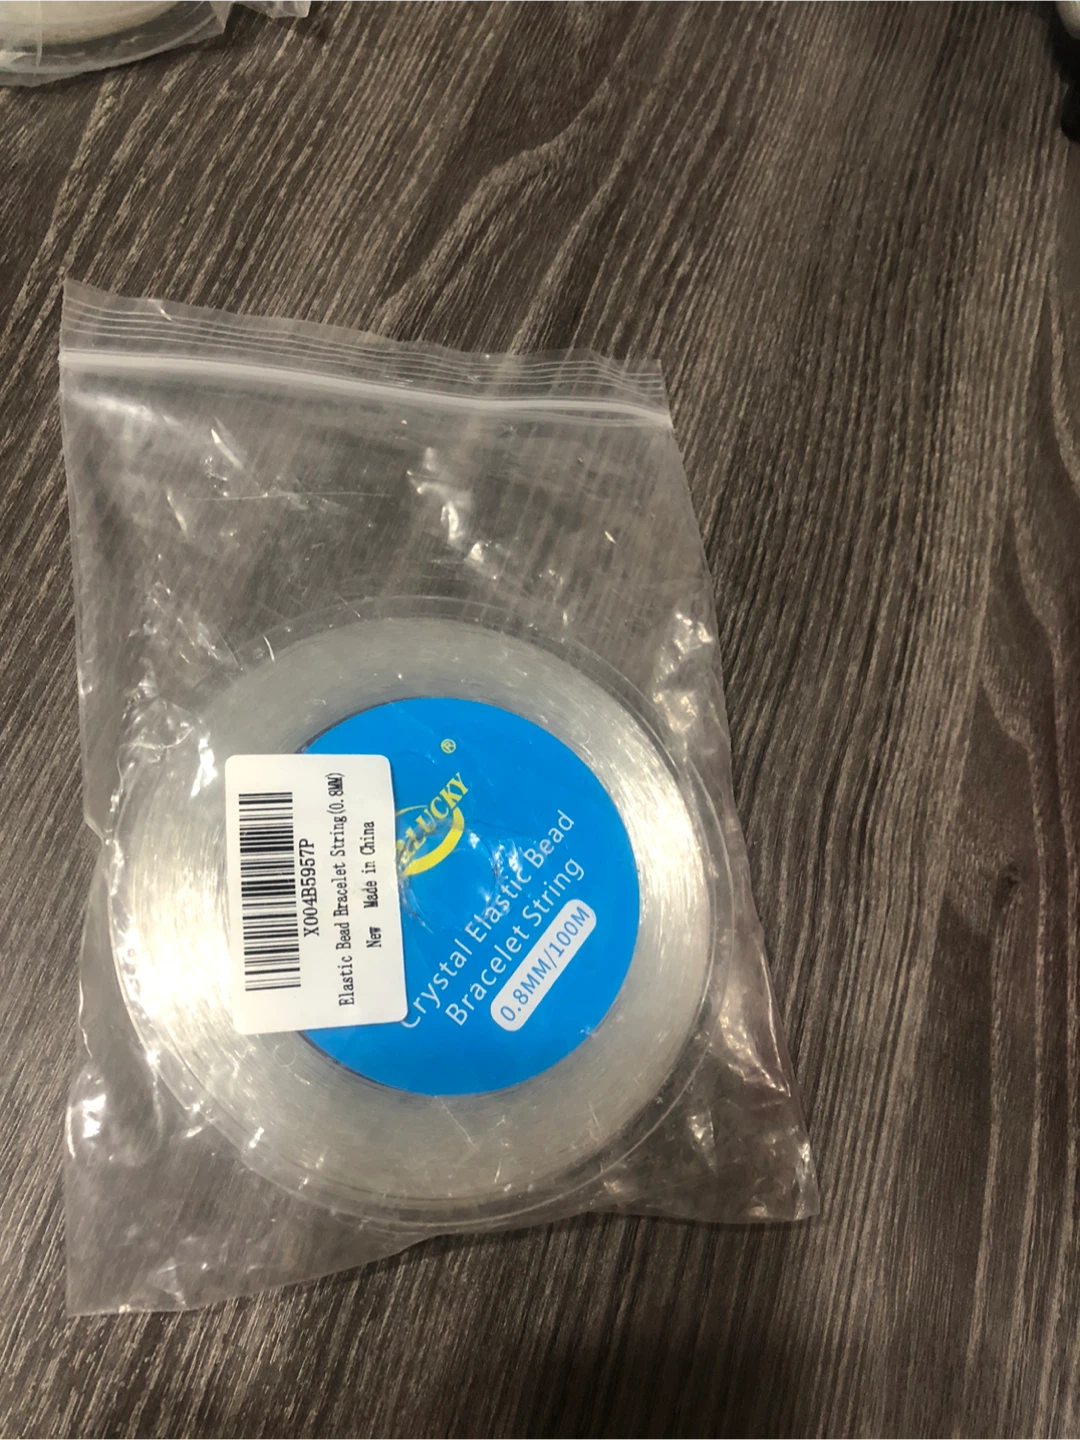 X004B5957P
Elastic Bead Bracelet String(0.8MM)
New Made in China
®
Crystal Elastic Bead
Bracelet String
0.8MM/100M